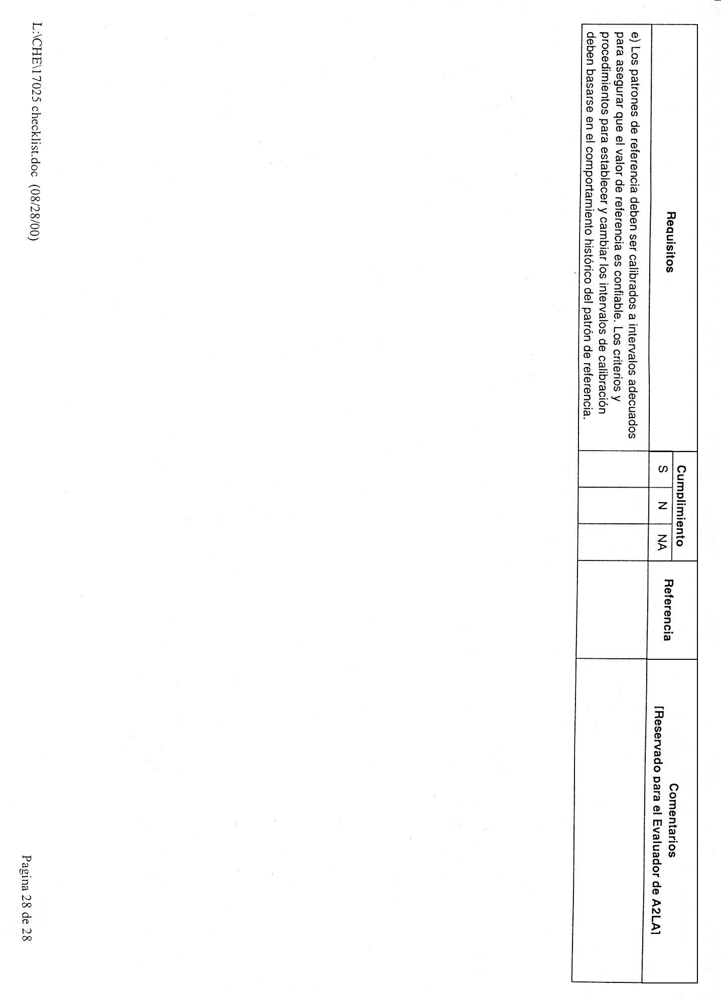 Requisitos
Cumplimiento
S N NA
Referencia
Comentarios
[Reservado para el Evaluador de A2LA]
e) Los patrones de referencia deben ser calibrados a intervalos adecuados
para asegurar que el valor de referencia es confiable. Los criterios y
procedimientos para establecer y cambiar los intervalos de calibración
deben basarse en el comportamiento histórico del patrón de referencia.
L:\CHE\17025 checklist.doc (08/28/00)
Pagina 28 de 28